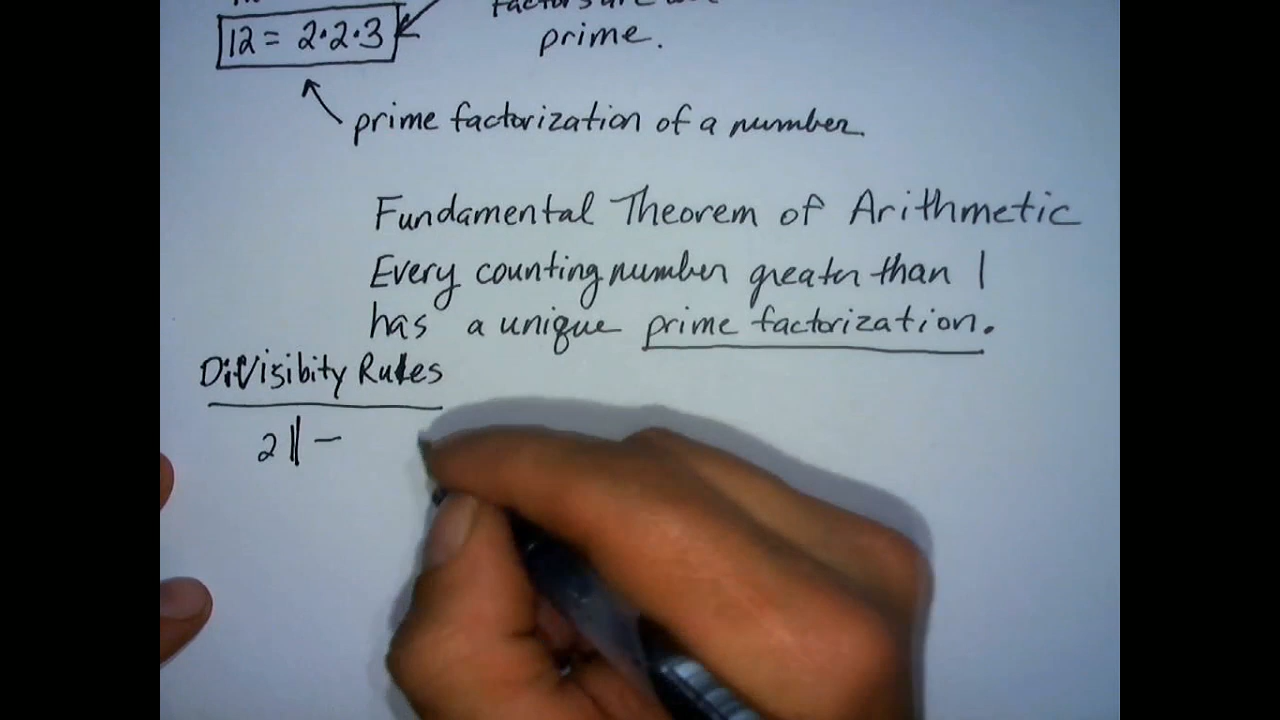 prime.
12 = 2·2·3
prime factorization of a number.
Fundamental Theorem of Arithmetic
Every counting number greater than 1
has a unique prime factorization.
Divisibity Rules
2 || —